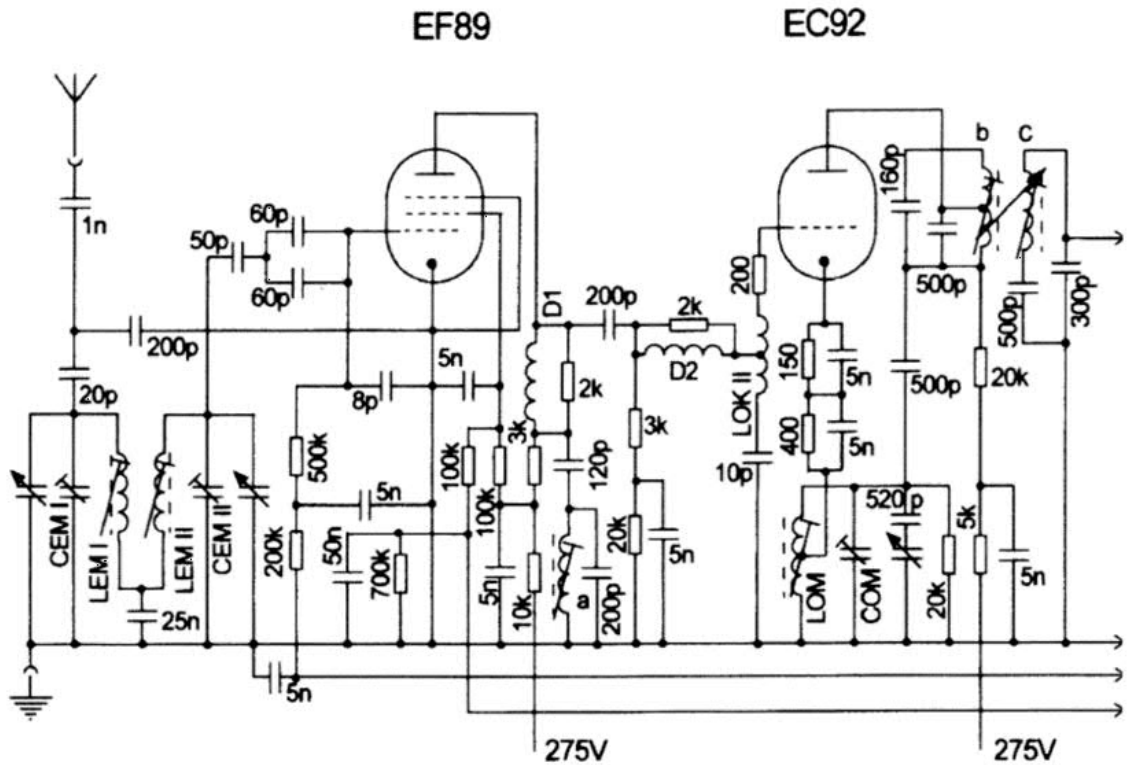 EF89
EC92
1n
50p
60p
60p
200p
20p
8p
5n
500k
5n
200k
50n
700k
100k
100k
3k
5n
10k
D1
2k
120p
a
200p
200p
2k
D2
3k
20k
5n
LOK II
200
10p
150
5n
400
5n
160p
500p
b
c
500p
300p
500p
20k
520p
5k
5n
LOM
COM
20k
CEM I
LEM I
LEM II
CEM II
25n
5n
275V
275V